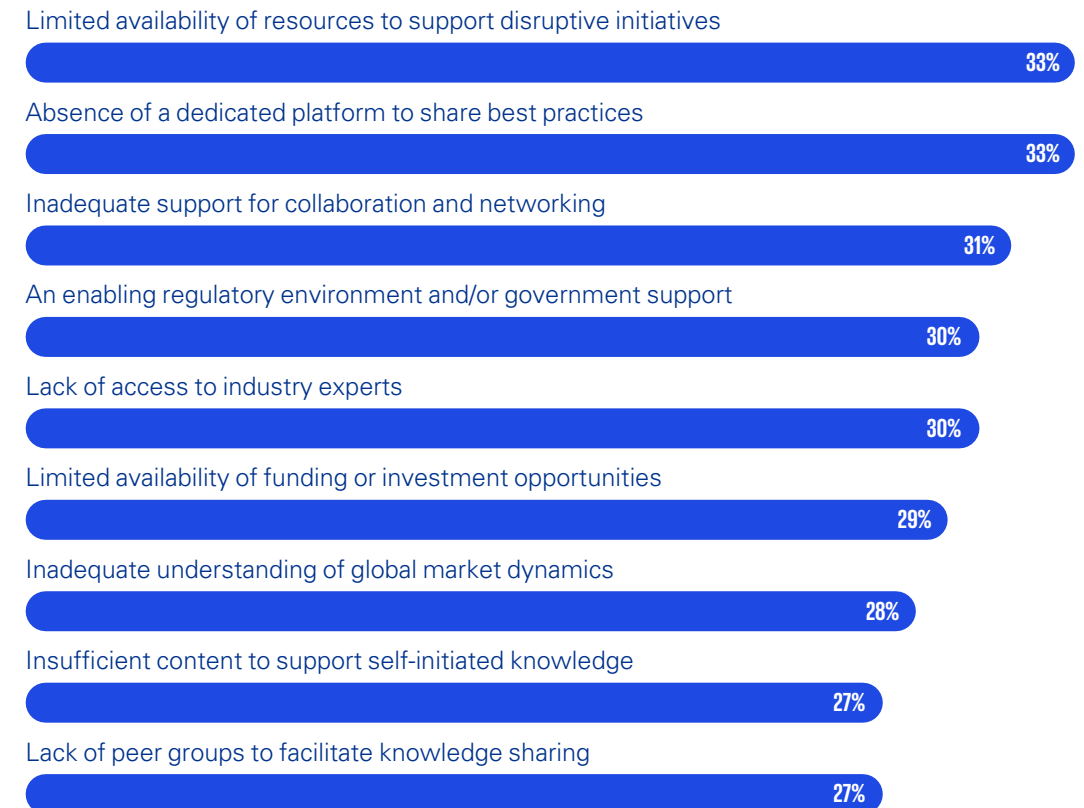 Limited availability of resources to support disruptive initiatives
33%
Absence of a dedicated platform to share best practices
33%
Inadequate support for collaboration and networking
31%
An enabling regulatory environment and/or government support
30%
Lack of access to industry experts
30%
Limited availability of funding or investment opportunities
29%
Inadequate understanding of global market dynamics
28%
Insufficient content to support self-initiated knowledge
27%
Lack of peer groups to facilitate knowledge sharing
27%